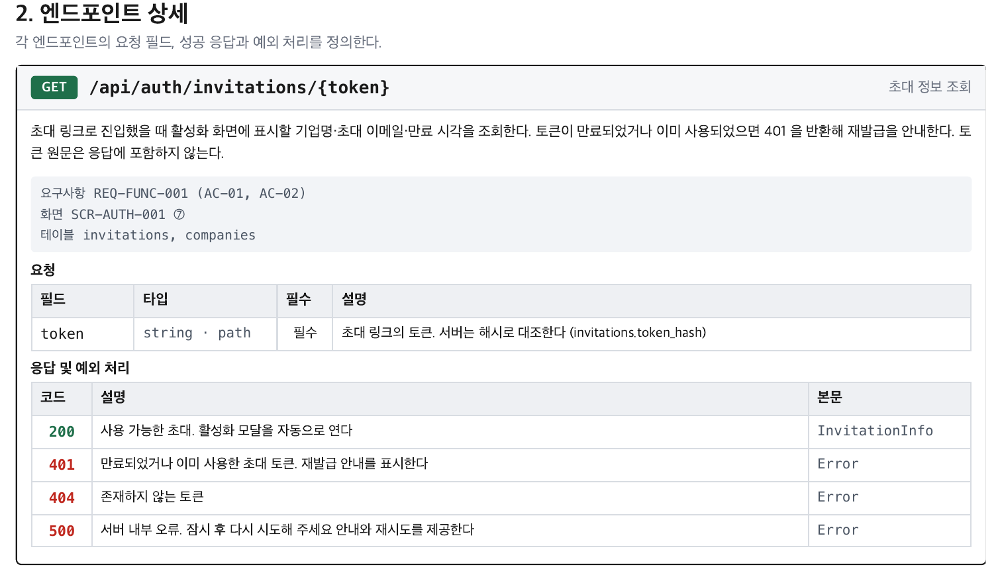 2. 엔드포인트 상세
각 엔드포인트의 요청 필드, 성공 응답과 예외 처리를 정의한다.
GET /api/auth/invitations/{token} 초대 정보 조회
초대 링크로 진입했을 때 활성화 화면에 표시할 기업명·초대 이메일·만료 시각을 조회한다. 토큰이 만료되었거나 이미 사용되었으면 401 을 반환해 재발급을 안내한다. 토
큰 원문은 응답에 포함하지 않는다.
요구사항 REQ-FUNC-001 (AC-01, AC-02)
화면 SCR-AUTH-001 ⑦
테이블 invitations, companies
요청
필드 타입 필수 설명
token string · path 필수 초대 링크의 토큰. 서버는 해시로 대조한다 (invitations.token_hash)
응답 및 예외 처리
코드 설명 본문
200 사용 가능한 초대. 활성화 모달을 자동으로 연다 InvitationInfo
401 만료되었거나 이미 사용한 초대 토큰. 재발급 안내를 표시한다 Error
404 존재하지 않는 토큰 Error
500 서버 내부 오류. 잠시 후 다시 시도해 주세요 안내와 재시도를 제공한다 Error